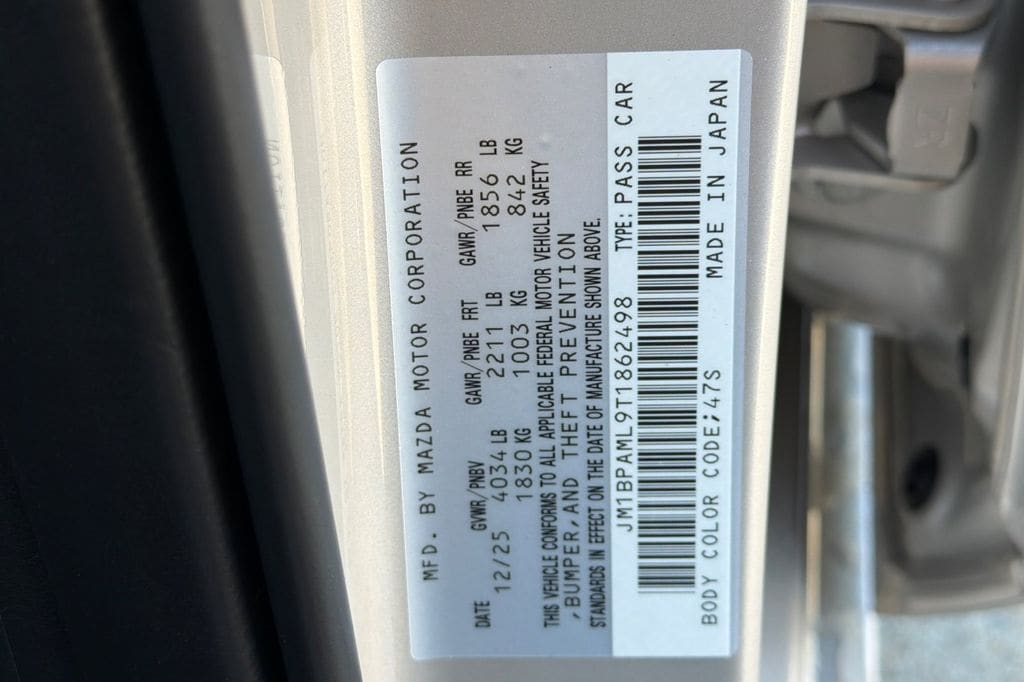 MFD. BY MAZDA MOTOR CORPORATION
DATE GVWR/PNBV GAWR/PNBE FRT GAWR/PNBE RR
12/25 4034 LB 2211 LB 1856 LB
1830 KG 1003 KG 842 KG
THIS VEHICLE CONFORMS TO ALL APPLICABLE FEDERAL MOTOR VEHICLE SAFETY
,BUMPER,AND THEFT PREVENTION
STANDARDS IN EFFECT ON THE DATE OF MANUFACTURE SHOWN ABOVE.
JM1BPAML9T1862498 TYPE: PASS CAR
BODY COLOR CODE;47S MADE IN JAPAN